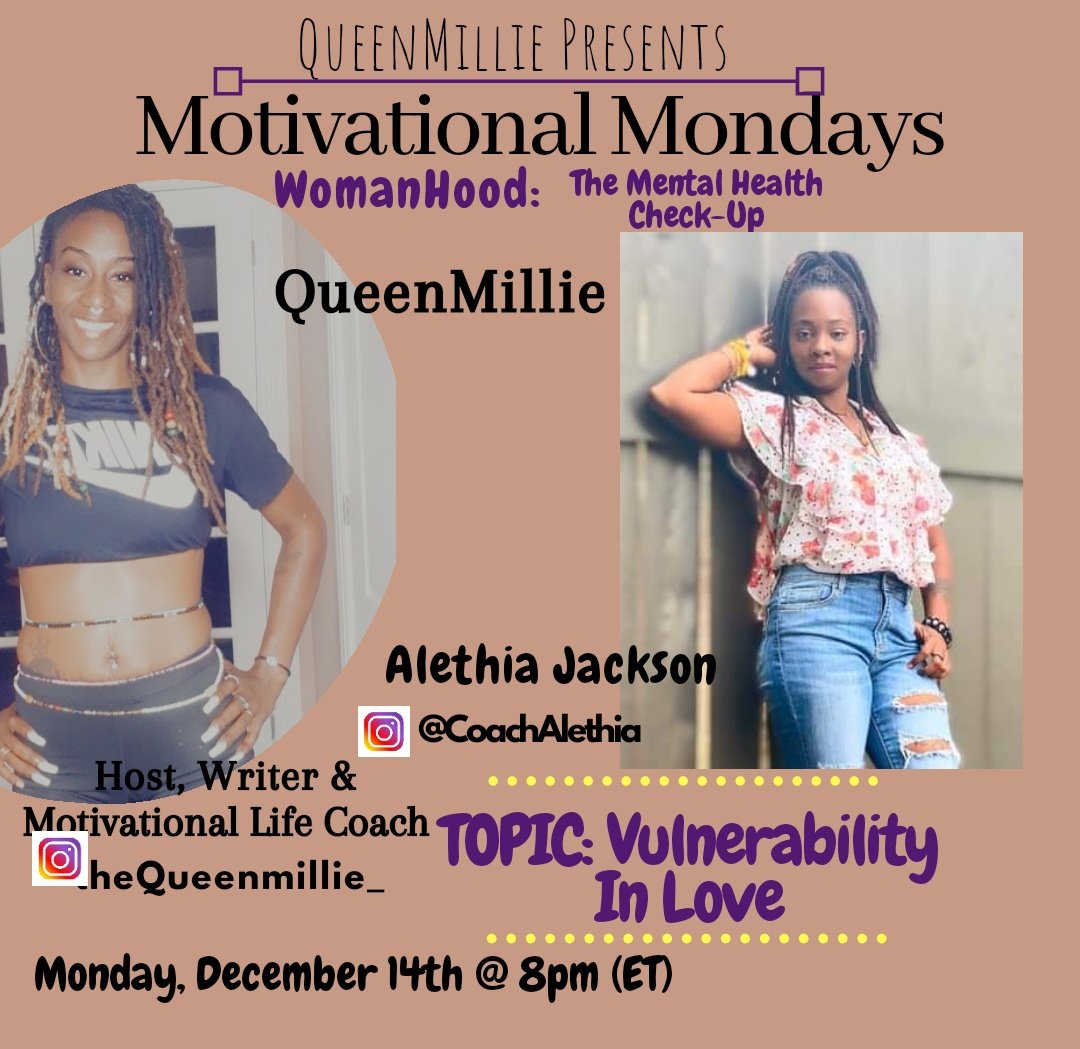 QueenMillie Presents
Motivational Mondays
WomanHood:
The Mental Health
Check-Up
QueenMillie
NIKE
Alethia Jackson
@CoachAlethia
Host, Writer &
Motivational Life Coach
heQueenmillie_
TOPIC: Vulnerability
In Love
Monday, December 14th @ 8pm (ET)